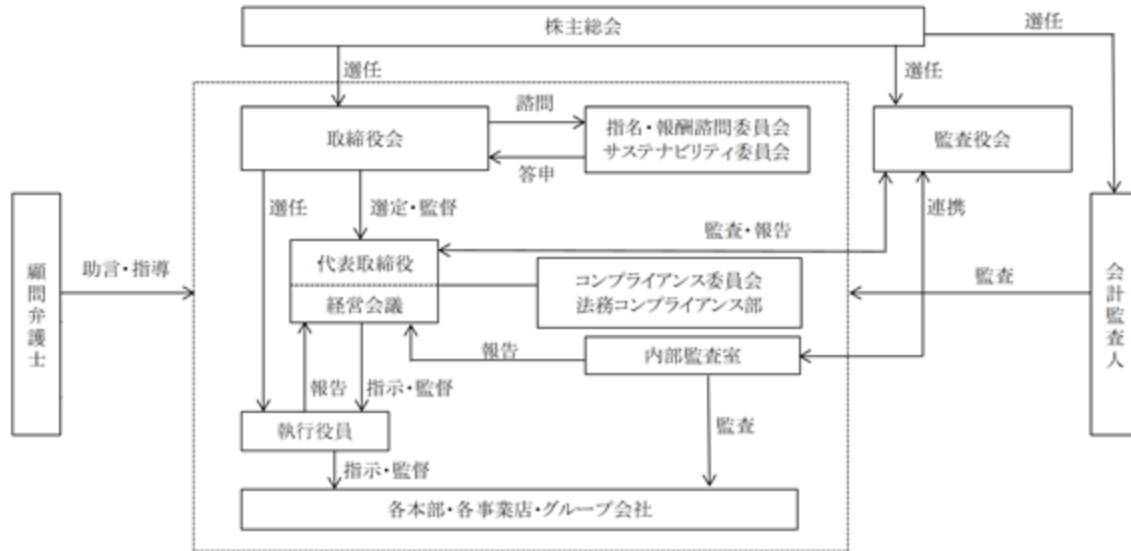 株主総会
選任
選任
選任
取締役会
諮問
答申
指名・報酬諮問委員会
サステナビリティ委員会
監査役会
選任
選定・監督
監査・報告
連携
顧問弁護士
助言・指導
代表取締役
経営会議
コンプライアンス委員会
法務コンプライアンス部
監査
会計監査人
報告
内部監査室
報告
指示・監督
監査
執行役員
指示・監督
各本部・各事業店・グループ会社